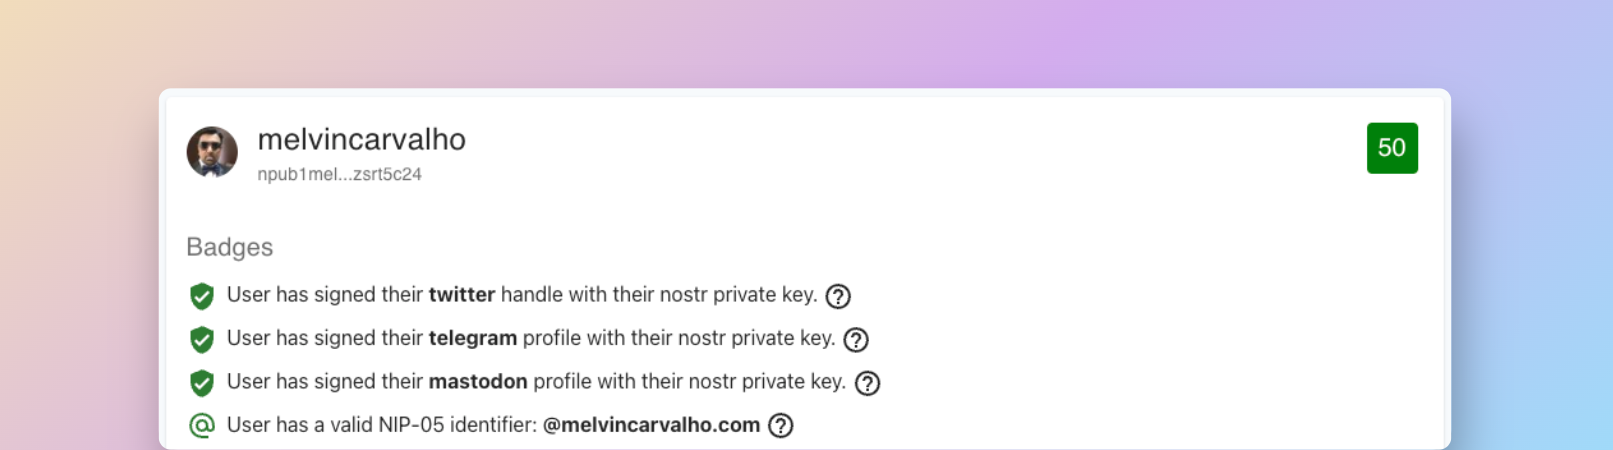 melvincarvalho
50
npub1mel...zsrt5c24
Badges
User has signed their twitter handle with their nostr private key.
User has signed their telegram profile with their nostr private key.
User has signed their mastodon profile with their nostr private key.
@ User has a valid NIP-05 identifier: @melvincarvalho.com